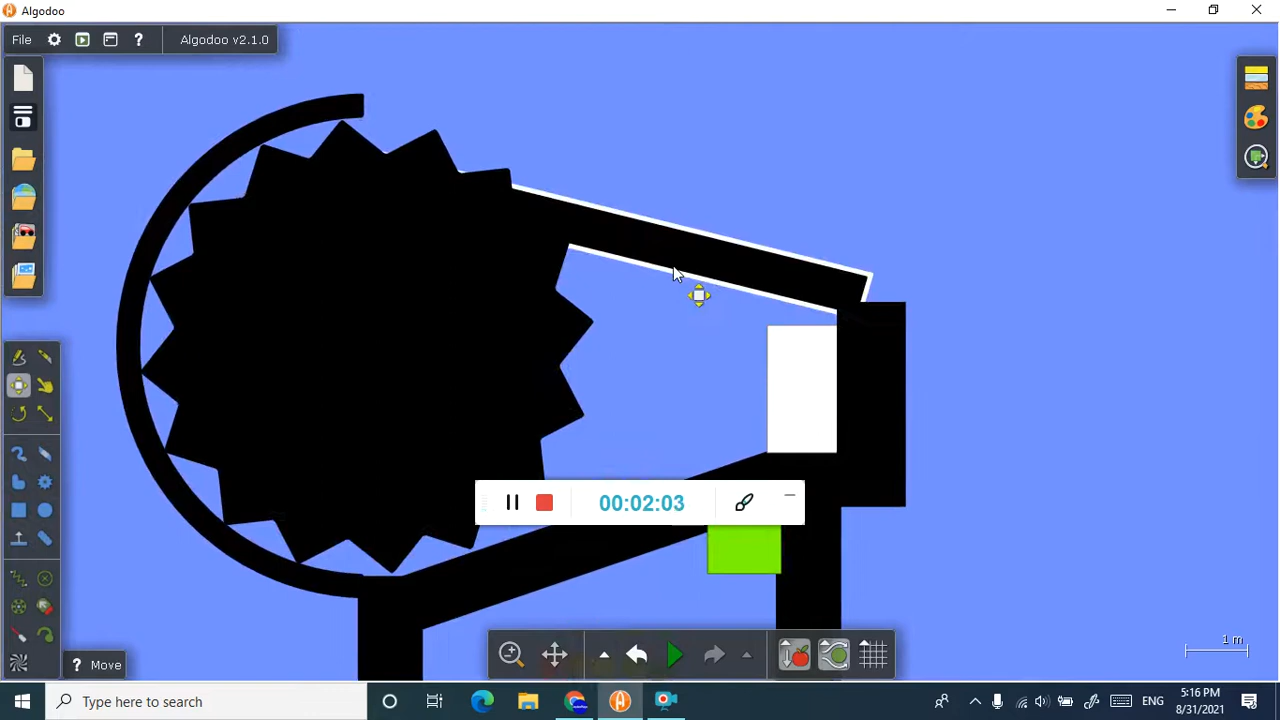 Algodoo
File
?
Algodoo v2.1.0
00:02:03
1 m
? Move
Type here to search
ENG
5:16 PM
8/31/2021